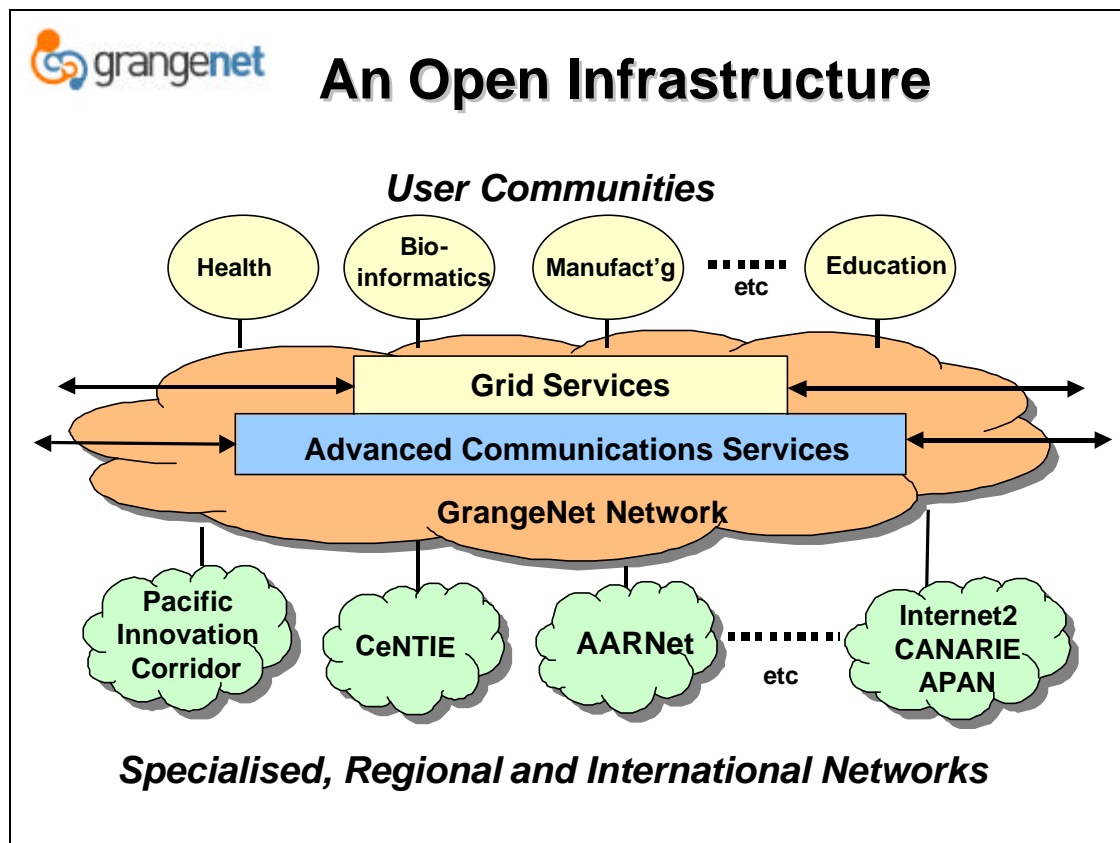 grangenet
An Open Infrastructure
User Communities
Health
Bio-
informatics
Manufact'g
etc
Education
Grid Services
Advanced Communications Services
GrangeNet Network
Pacific
Innovation
Corridor
CeNTIE
AARNet
etc
Internet2
CANARIE
APAN
Specialised, Regional and International Networks